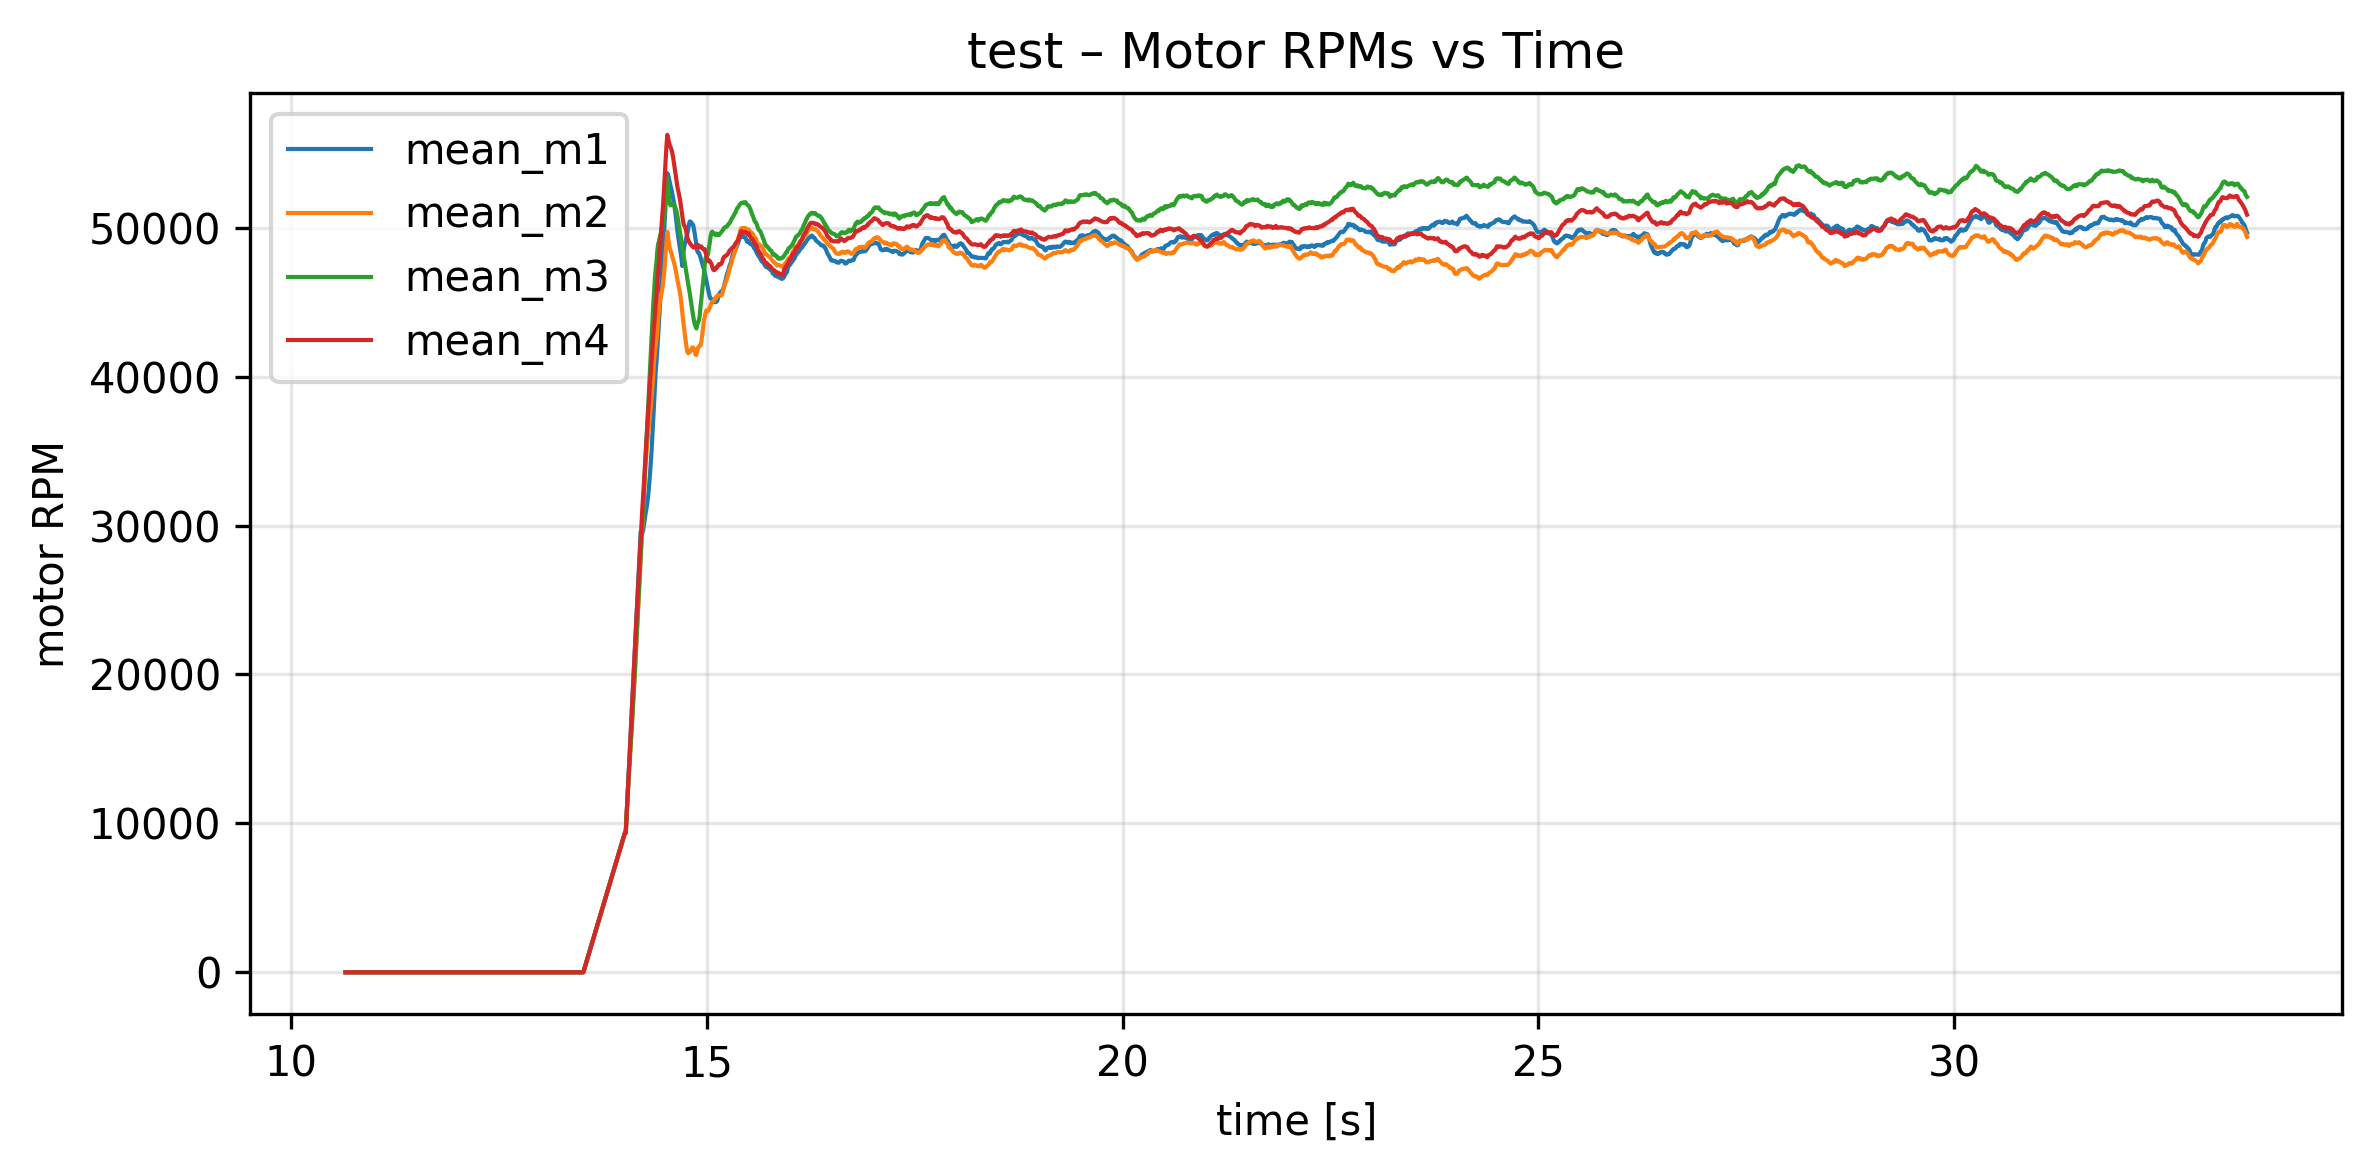 test – Motor RPMs vs Time
mean_m1
mean_m2
mean_m3
mean_m4
motor RPM
50000
40000
30000
20000
10000
0
10 15 20 25 30
time [s]